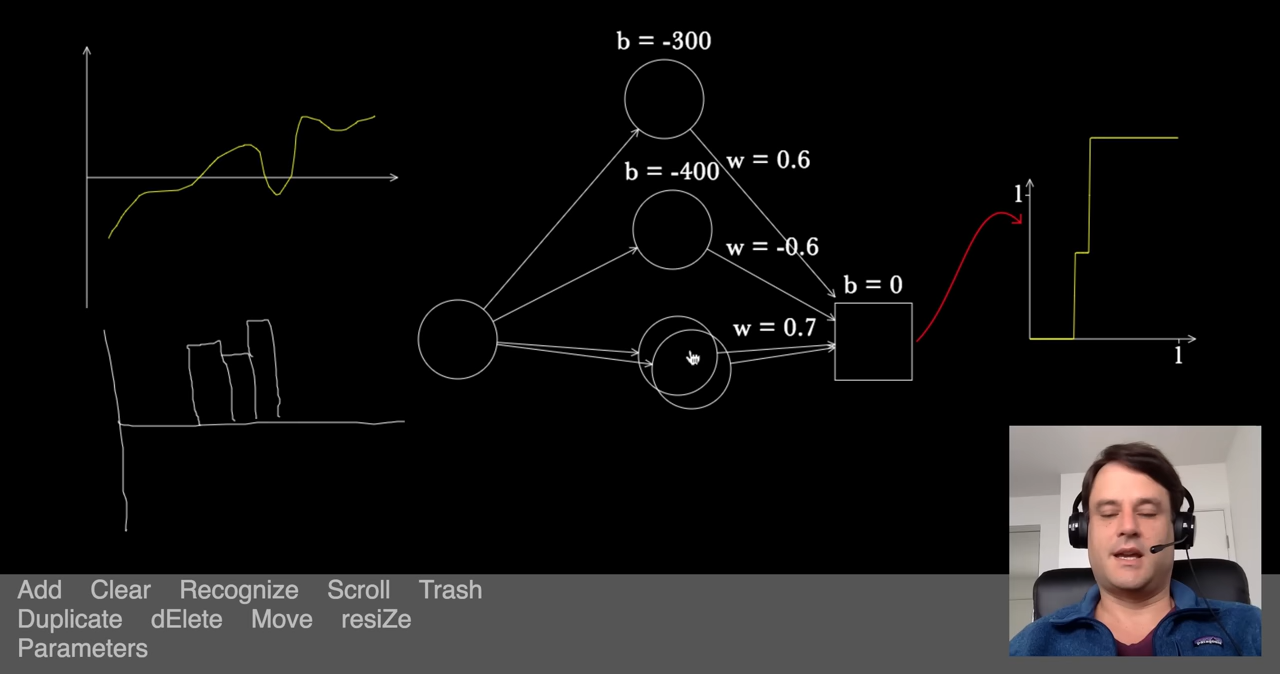 b = -300
w = 0.6
b = -400
w = -0.6
b = 0
w = 0.7
1
1
Add Clear Recognize Scroll Trash
Duplicate dElete Move resiZe
Parameters
patagonia